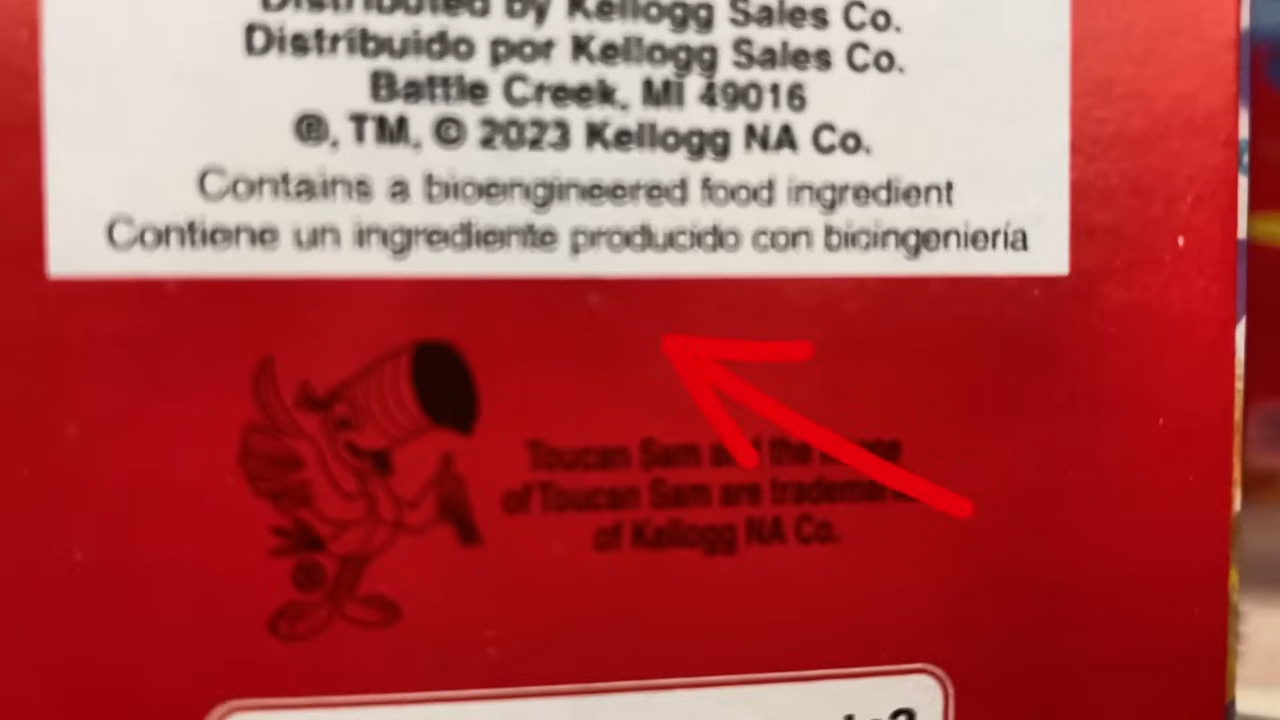 Distributed by Kellogg Sales Co.
Distribuido por Kellogg Sales Co.
Battle Creek, MI 49016
®, TM, © 2023 Kellogg NA Co.
Contains a bioengineered food ingredient
Contiene un ingrediente producido con bioingeniería
Toucan Sam and the
of Toucan Sam are trademarks
of Kellogg NA Co.